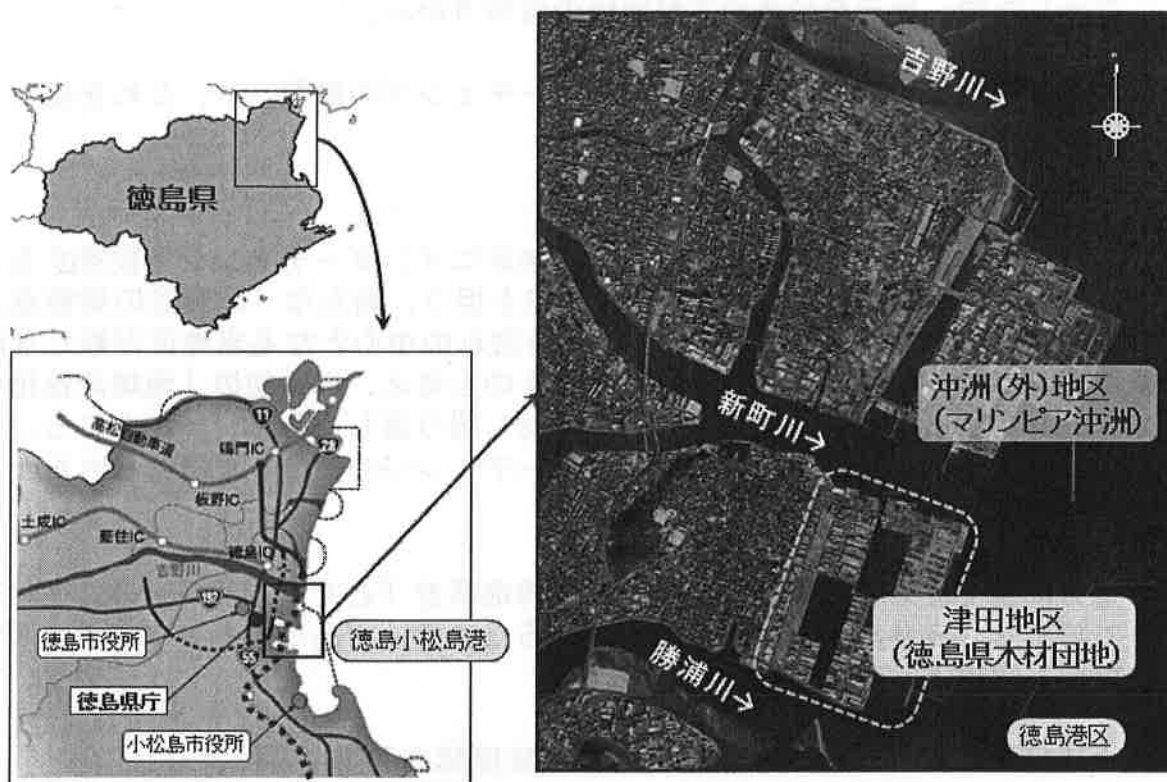 徳島県
11
高松自動車道
鳴門IC
28
板野IC
土成IC
藍住IC
徳島IC
吉野川
192
徳島市役所
徳島小松島港
55
徳島県庁
小松島市役所
吉野川→
沖洲(外)地区
(マリンピア沖洲)
新町川→
津田地区
(徳島県木材団地)
勝浦川→
徳島港区